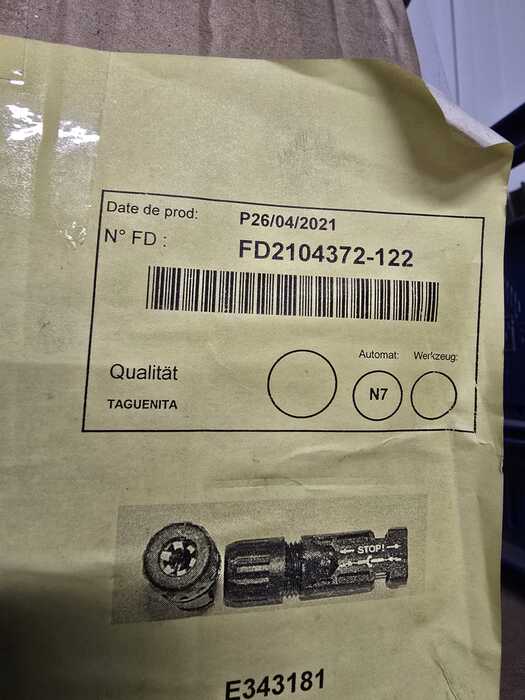 Date de prod: P26/04/2021
N° FD : FD2104372-122
Automat: Werkzeug:
Qualität
N7
TAGUENITA
STOP!
E343181